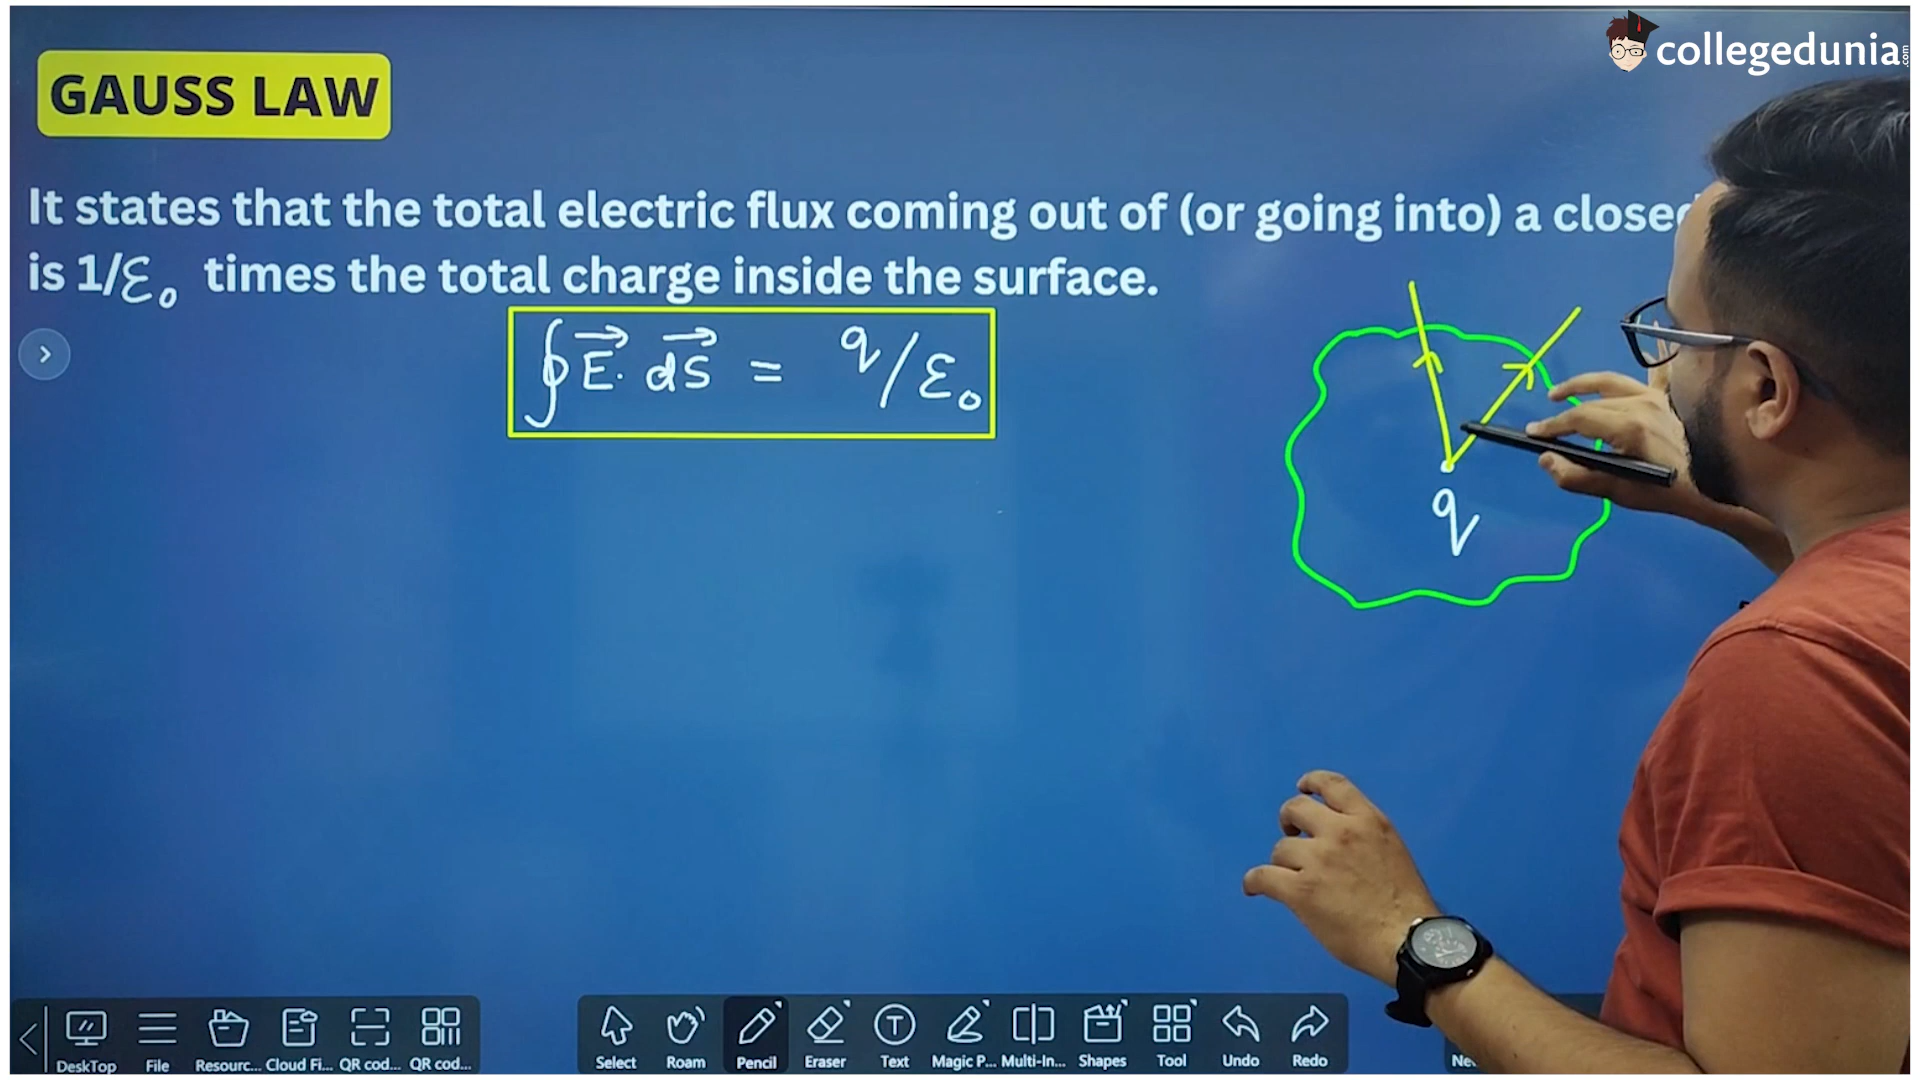 collegedunia
.com
GAUSS LAW
It states that the total electric flux coming out of (or going into) a closed
is 1/ε₀ times the total charge inside the surface.
∮E⃗. dS⃗ = q/ε₀
q
DeskTop
File
Resourc...
Cloud Fi...
QR cod...
QR cod...
Select
Roam
Pencil
Eraser
Text
Magic P...
Multi-In...
Shapes
Tool
Undo
Redo